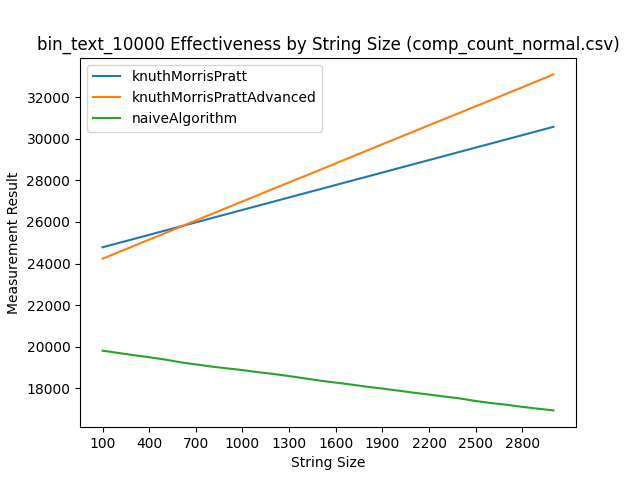 bin_text_10000 Effectiveness by String Size (comp_count_normal.csv)
knuthMorrisPratt
knuthMorrisPrattAdvanced
naiveAlgorithm
Measurement Result
32000
30000
28000
26000
24000
22000
20000
18000
100 400 700 1000 1300 1600 1900 2200 2500 2800
String Size